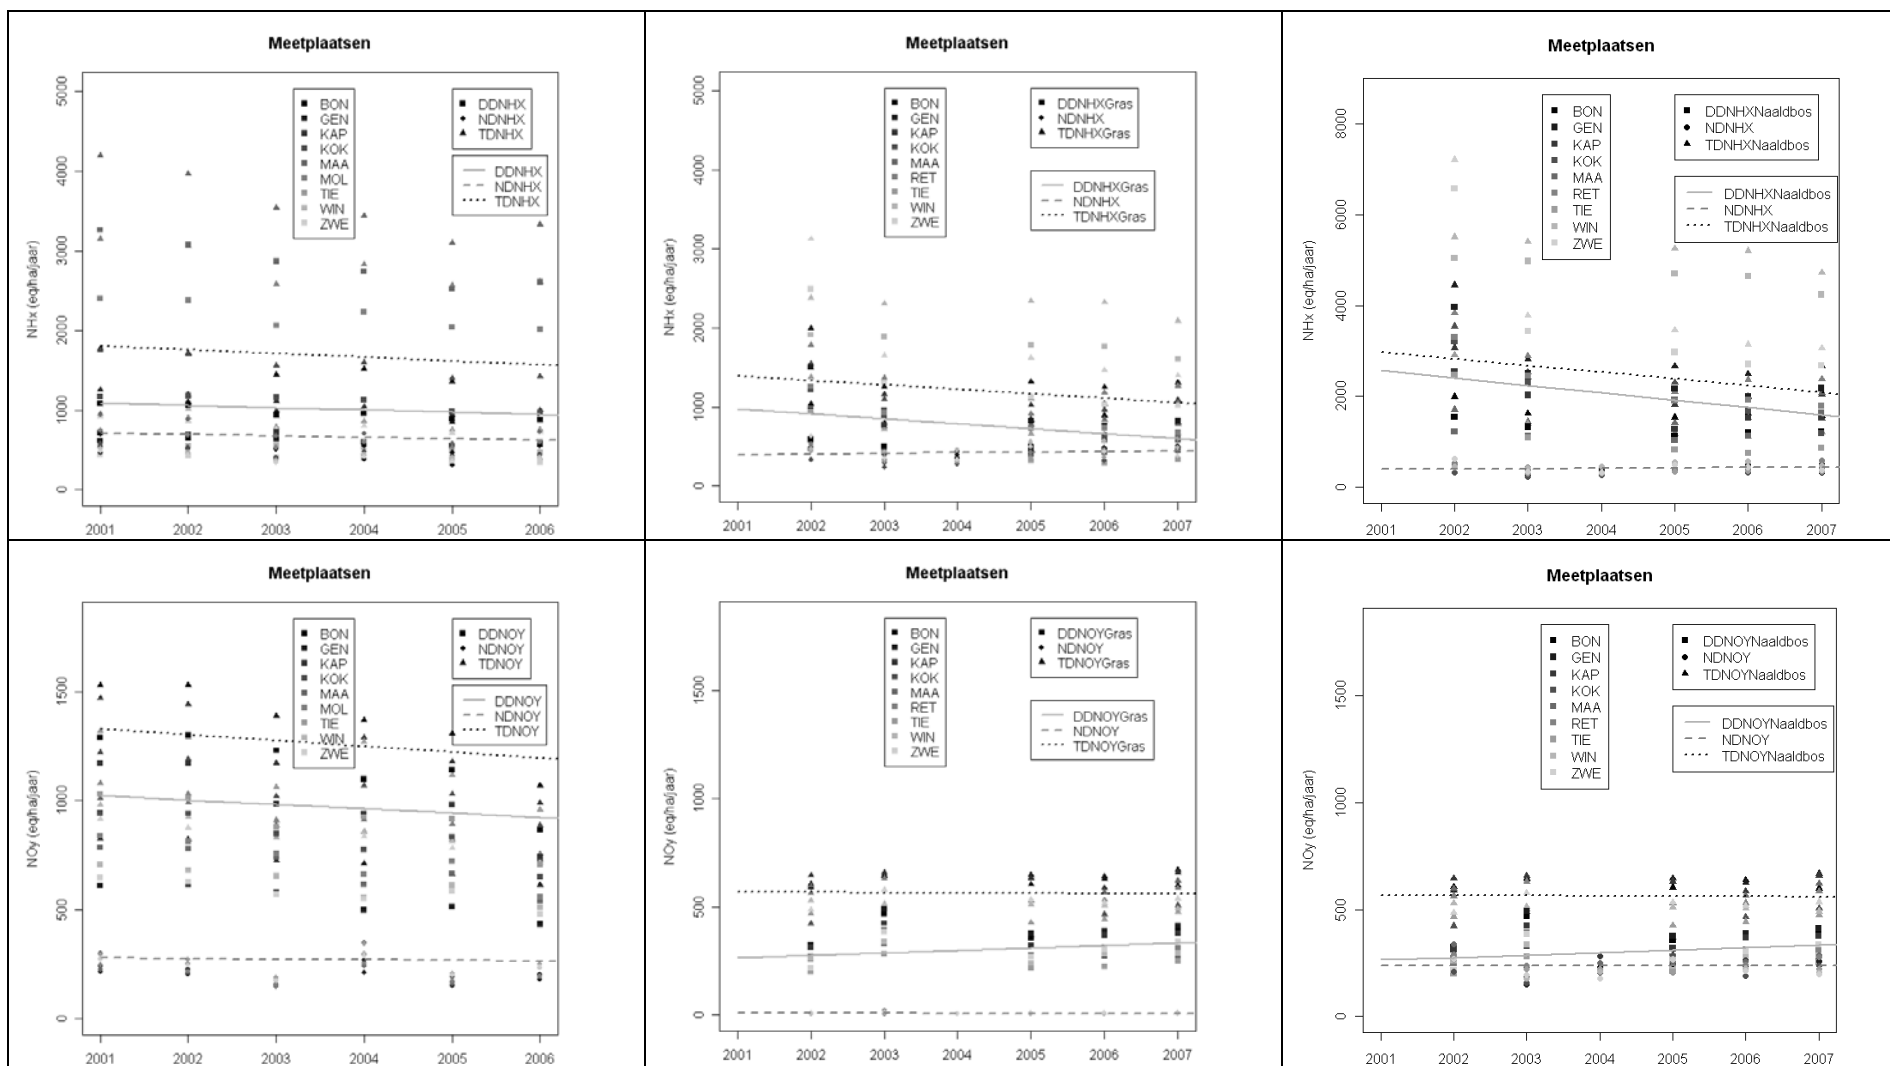 Meetplaatsen
NHx (eq/ha/jaar)
5000
4000
3000
2000
1000
0
BON
GEN
KAP
KOK
MAA
MOL
TIE
WIN
ZWE
DDNHX
NDNHX
TDNHX
DDNHX
NDNHX
TDNHX
2001 2002 2003 2004 2005 2006
Meetplaatsen
NHx (eq/ha/jaar)
5000
4000
3000
2000
1000
0
BON
GEN
KAP
KOK
MAA
RET
TIE
WIN
ZWE
DDNHXGras
NDNHX
TDNHXGras
DDNHXGras
NDNHX
TDNHXGras
2001 2002 2003 2004 2005 2006 2007
Meetplaatsen
NHx (eq/ha/jaar)
8000
6000
4000
2000
0
BON
GEN
KAP
KOK
MAA
RET
TIE
WIN
ZWE
DDNHXNaaldbos
NDNHX
TDNHXNaaldbos
DDNHXNaaldbos
NDNHX
TDNHXNaaldbos
2001 2002 2003 2004 2005 2006 2007
Meetplaatsen
NOy (eq/ha/jaar)
1500
1000
500
0
BON
GEN
KAP
KOK
MAA
MOL
TIE
WIN
ZWE
DDNOY
NDNOY
TDNOY
DDNOY
NDNOY
TDNOY
2001 2002 2003 2004 2005 2006
Meetplaatsen
NOy (eq/ha/jaar)
1500
1000
500
0
BON
GEN
KAP
KOK
MAA
RET
TIE
WIN
ZWE
DDNOYGras
NDNOY
TDNOYGras
DDNOYGras
NDNOY
TDNOYGras
2001 2002 2003 2004 2005 2006 2007
Meetplaatsen
NOy (eq/ha/jaar)
1500
1000
500
0
BON
GEN
KAP
KOK
MAA
RET
TIE
WIN
ZWE
DDNOYNaaldbos
NDNOY
TDNOYNaaldbos
DDNOYNaaldbos
NDNOY
TDNOYNaaldbos
2001 2002 2003 2004 2005 2006 2007